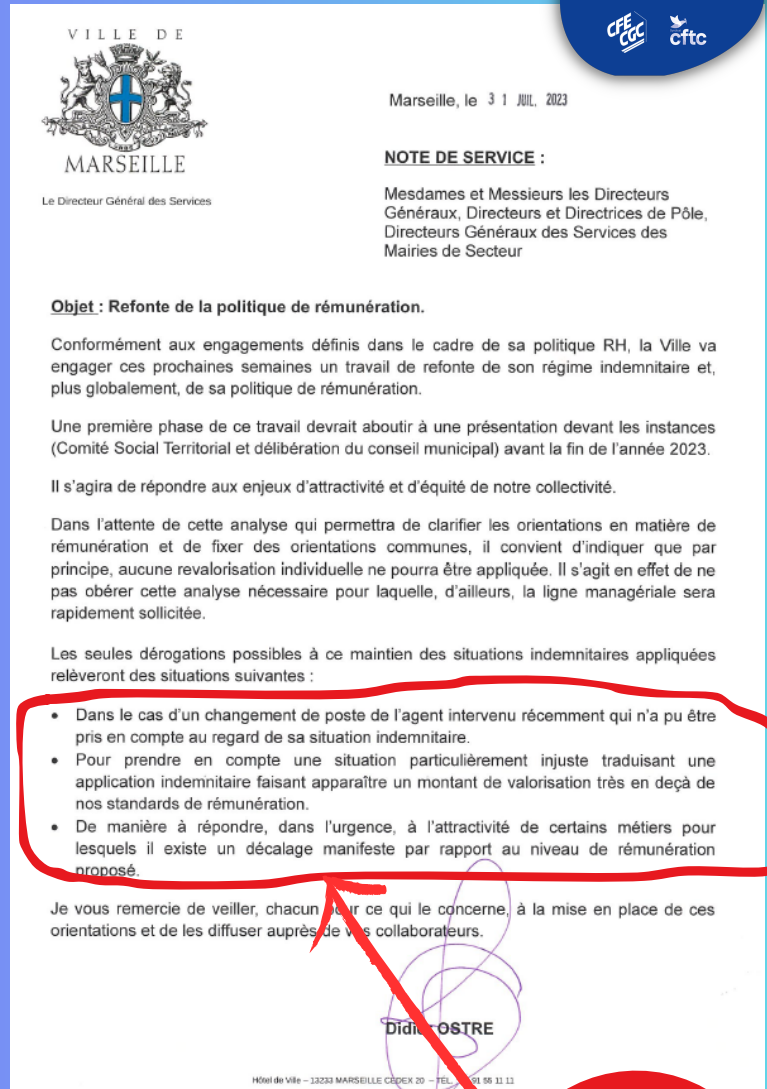 CFE
CGC
cftc
VILLE DE
MARSEILLE
Le Directeur Général des Services
Marseille, le 31 JUIL. 2023
NOTE DE SERVICE :
Mesdames et Messieurs les Directeurs
Généraux, Directeurs et Directrices de Pôle,
Directeurs Généraux des Services des
Mairies de Secteur
Objet : Refonte de la politique de rémunération.
Conformément aux engagements définis dans le cadre de sa politique RH, la Ville va
engager ces prochaines semaines un travail de refonte de son régime indemnitaire et,
plus globalement, de sa politique de rémunération.
Une première phase de ce travail devrait aboutir à une présentation devant les instances
(Comité Social Territorial et délibération du conseil municipal) avant la fin de l'année 2023.
Il s'agira de répondre aux enjeux d'attractivité et d'équité de notre collectivité.
Dans l'attente de cette analyse qui permettra de clarifier les orientations en matière de
rémunération et de fixer des orientations communes, il convient d'indiquer que par
principe, aucune revalorisation individuelle ne pourra être appliquée. Il s'agit en effet de ne
pas obérer cette analyse nécessaire pour laquelle, d'ailleurs, la ligne managériale sera
rapidement sollicitée.
Les seules dérogations possibles à ce maintien des situations indemnitaires appliquées
relèveront des situations suivantes :
• Dans le cas d'un changement de poste de l'agent intervenu récemment qui n'a pu être
pris en compte au regard de sa situation indemnitaire.
• Pour prendre en compte une situation particulièrement injuste traduisant une
application indemnitaire faisant apparaître un montant de valorisation très en deçà de
nos standards de rémunération.
• De manière à répondre, dans l'urgence, à l'attractivité de certains métiers pour
lesquels il existe un décalage manifeste par rapport au niveau de rémunération
proposé.
Je vous remercie de veiller, chacun pour ce qui le concerne, à la mise en place de ces
orientations et de les diffuser auprès de vos collaborateurs.
Didier OSTRE
Hôtel de Ville – 13233 MARSEILLE CEDEX 20 – TÉL. 91 55 11 11